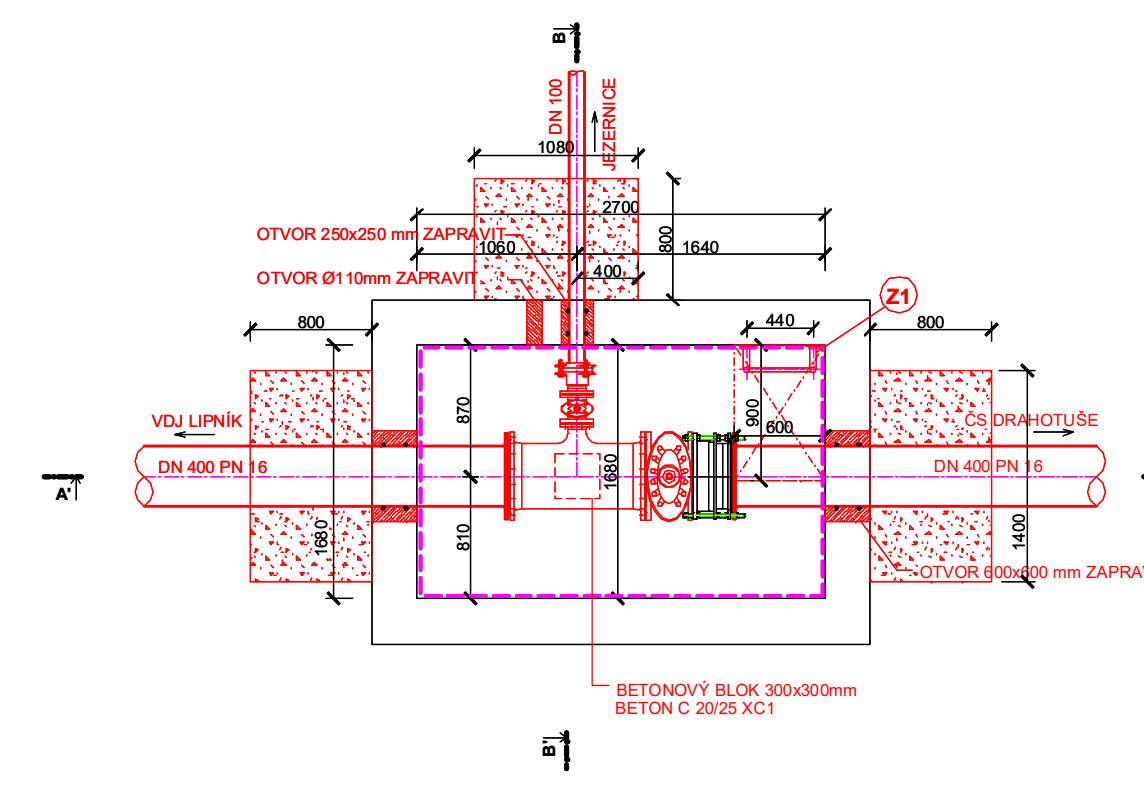 B
DN 100
JEZERNICE
1080
2700
OTVOR 250x250 mm ZAPRAVIT
1060
1640
800
400
OTVOR Ø110mm ZAPRAVIT
Z1
800
440
800
870
900
600
VDJ LIPNÍK
ČS DRAHOTUŠE
DN 400 PN 16
DN 400 PN 16
A'
1680
1680
810
1400
OTVOR 600x600 mm ZAPRAV
BETONOVÝ BLOK 300x300mm
BETON C 20/25 XC1
B'